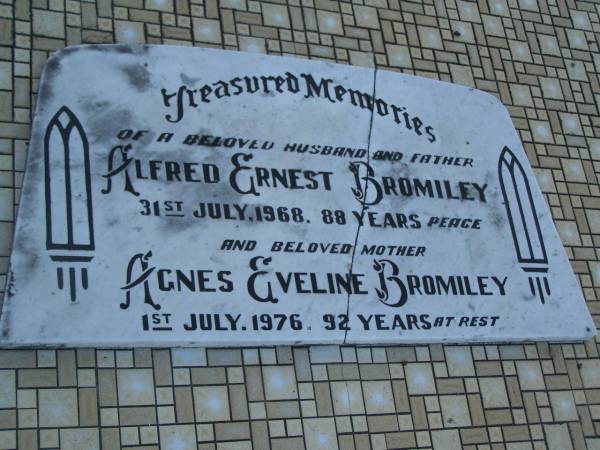 Treasured Memories
OF A BELOVED HUSBAND AND FATHER
ALFRED ERNEST BROMILEY
31ST JULY, 1968. 88 YEARS PEACE
AND BELOVED MOTHER
AGNES EVELINE BROMILEY
1ST JULY. 1976. 92 YEARS AT REST